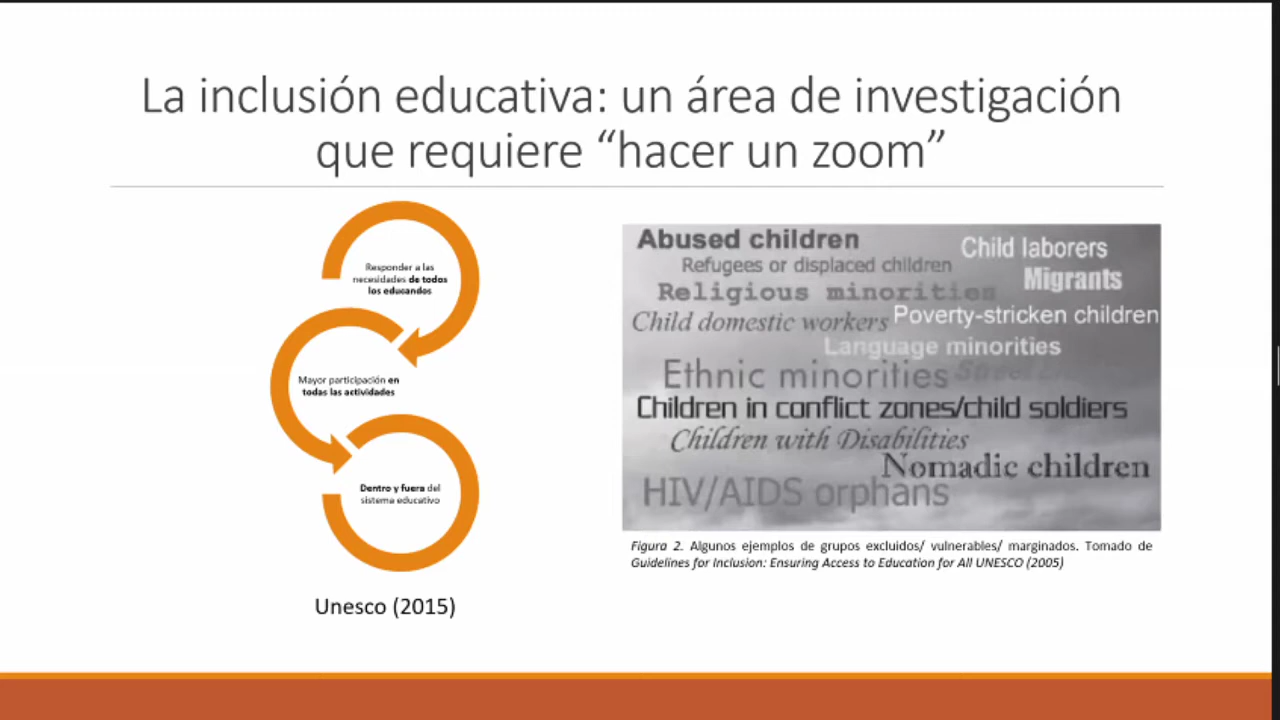 La inclusión educativa: un área de investigación
que requiere “hacer un zoom”
Responder a las
necesidades de todos
los educandos
Mayor participación en
todas las actividades
Dentro y fuera del
sistema educativo
Unesco (2015)
Abused children
Child laborers
Refugees or displaced children
Migrants
Religious minorities
Child domestic workers
Poverty-stricken children
Language minorities
Ethnic minorities
Children in conflict zones/child soldiers
Children with Disabilities
Nomadic children
HIV/AIDS orphans
Figura 2. Algunos ejemplos de grupos excluidos/ vulnerables/ marginados. Tomado de
Guidelines for Inclusion: Ensuring Access to Education for All UNESCO (2005)